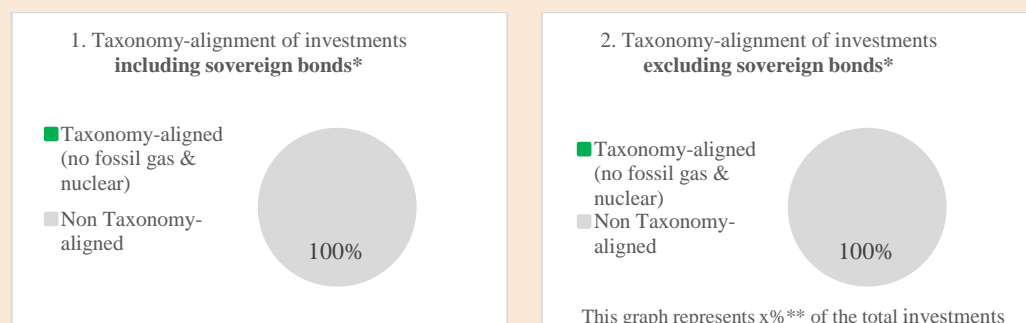 1. Taxonomy-alignment of investments
including sovereign bonds*
Taxonomy-aligned
(no fossil gas &
nuclear)
Non Taxonomy-
aligned
100%
2. Taxonomy-alignment of investments
excluding sovereign bonds*
Taxonomy-aligned
(no fossil gas &
nuclear)
Non Taxonomy-
aligned
100%
This graph represents x%** of the total investments